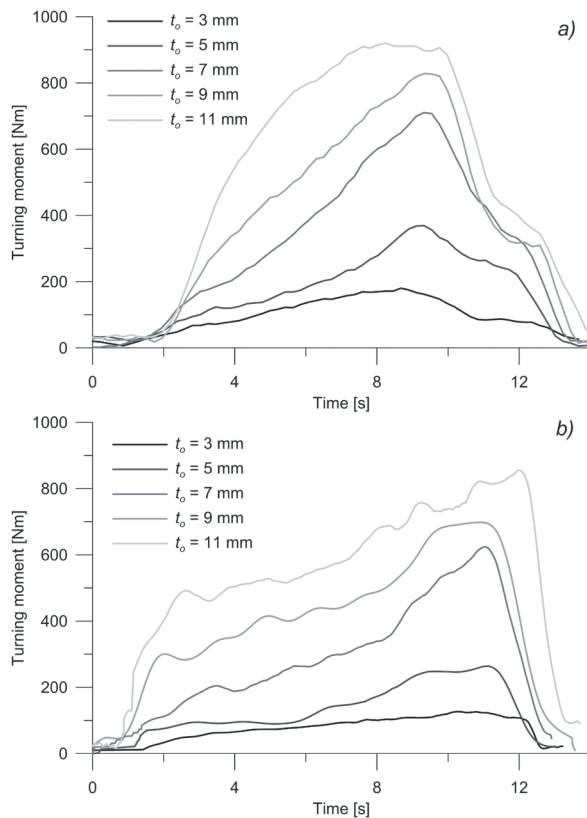 a)
t_o = 3 mm
t_o = 5 mm
t_o = 7 mm
t_o = 9 mm
t_o = 11 mm
Turning moment [Nm]
1000
800
600
400
200
0
0 4 8 12
Time [s]
b)
t_o = 3 mm
t_o = 5 mm
t_o = 7 mm
t_o = 9 mm
t_o = 11 mm
Turning moment [Nm]
1000
800
600
400
200
0
0 4 8 12
Time [s]